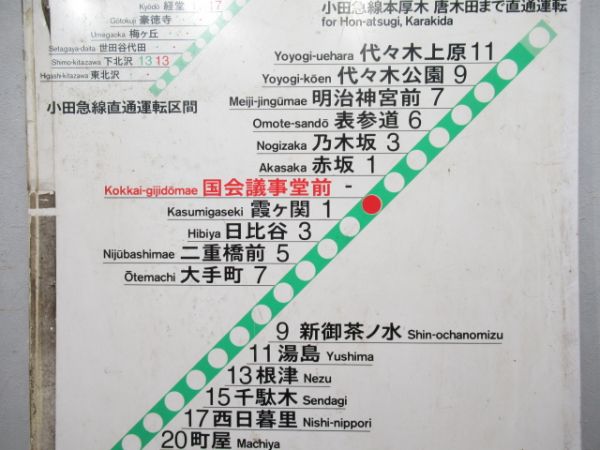 Kyōdō 経堂 17
Gōtokuji 豪徳寺
Umegaoka 梅ヶ丘
Setagaya-daita 世田谷代田
Shimo-kitazawa 下北沢 13 13
Higashi-kitazawa 東北沢
小田急線直通運転区間
小田急線本厚木 唐木田まで直通運転
for Hon-atsugi, Karakida
Yoyogi-uehara 代々木上原 11
Yoyogi-kōen 代々木公園 9
Meiji-jingūmae 明治神宮前 7
Omote-sandō 表参道 6
Nogizaka 乃木坂 3
Akasaka 赤坂 1
Kokkai-gijidōmae 国会議事堂前 -
Kasumigaseki 霞ヶ関 1
Hibiya 日比谷 3
Nijūbashimae 二重橋前 5
Ōtemachi 大手町 7
9 新御茶ノ水 Shin-ochanomizu
11 湯島 Yushima
13 根津 Nezu
15 千駄木 Sendagi
17 西日暮里 Nishi-nippori
20 町屋 Machiya